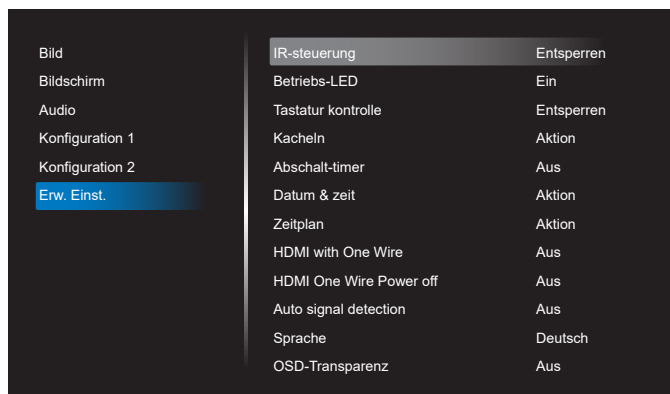 Bild
Bildschirm
Audio
Konfiguration 1
Konfiguration 2
Erw. Einst.
IR-steuerung Entsperren
Betriebs-LED Ein
Tastatur kontrolle Entsperren
Kacheln Aktion
Abschalt-timer Aus
Datum & zeit Aktion
Zeitplan Aktion
HDMI with One Wire Aus
HDMI One Wire Power off Aus
Auto signal detection Aus
Sprache Deutsch
OSD-Transparenz Aus